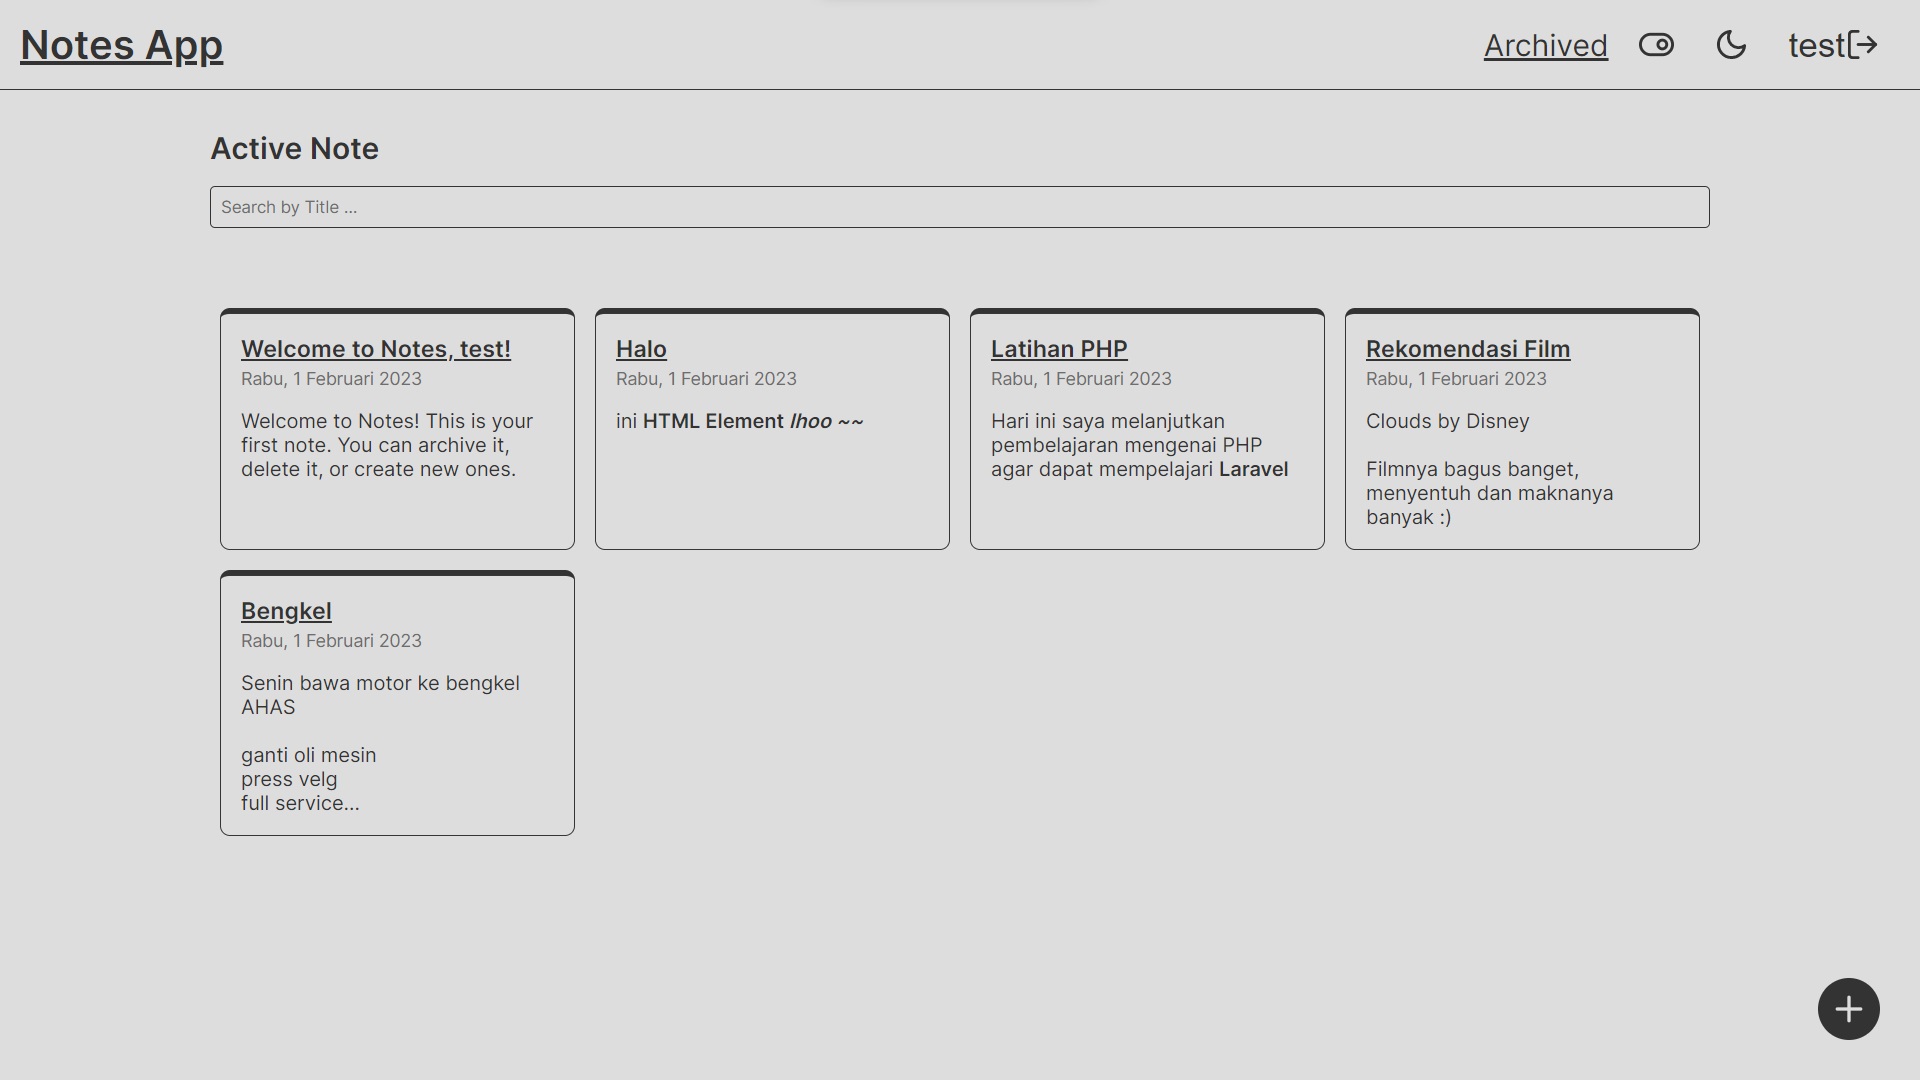 Notes App
Archived
test
Active Note
Search by Title ...
Welcome to Notes, test!
Rabu, 1 Februari 2023
Welcome to Notes! This is your
first note. You can archive it,
delete it, or create new ones.
Halo
Rabu, 1 Februari 2023
ini HTML Element lhoo ~~
Latihan PHP
Rabu, 1 Februari 2023
Hari ini saya melanjutkan
pembelajaran mengenai PHP
agar dapat mempelajari Laravel
Rekomendasi Film
Rabu, 1 Februari 2023
Clouds by Disney
Filmnya bagus banget,
menyentuh dan maknanya
banyak :)
Bengkel
Rabu, 1 Februari 2023
Senin bawa motor ke bengkel
AHAS
ganti oli mesin
press velg
full service...